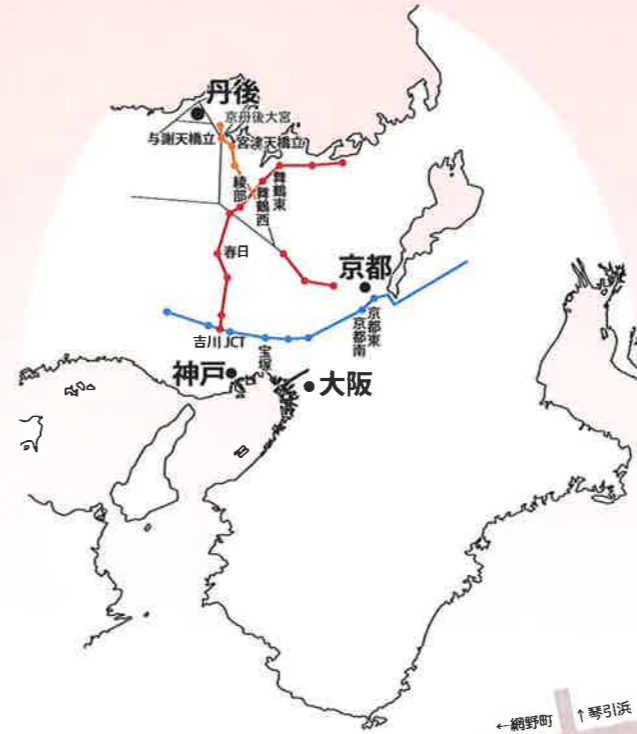 丹後
京丹後大宮
与謝天橋立
宮津天橋立
綾部
舞鶴西
舞鶴東
春日
京都
京都東
京都南
吉川JCT
宝塚
神戸
大阪
←網野町
↑琴引浜